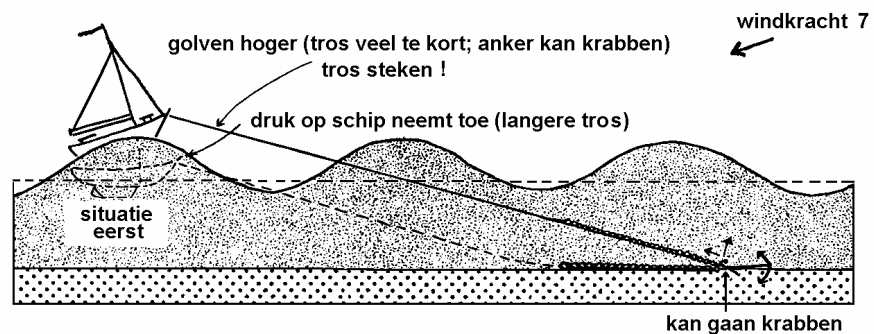 windkracht 7
golven hoger (tros veel te kort; anker kan krabben)
tros steken !
druk op schip neemt toe (langere tros)
situatie
eerst
kan gaan krabben